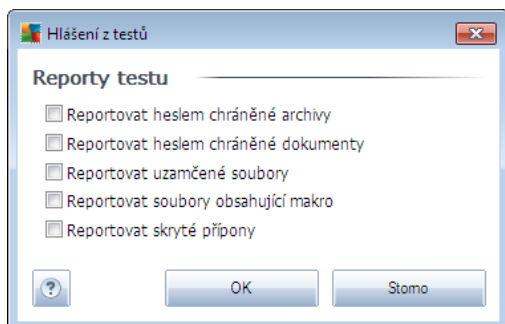 Hlášení z testů
Reporty testu
Reportovat heslem chráněné archivy
Reportovat heslem chráněné dokumenty
Reportovat uzamčené soubory
Reportovat soubory obsahující makro
Reportovat skryté přípony
?
OK
Storno